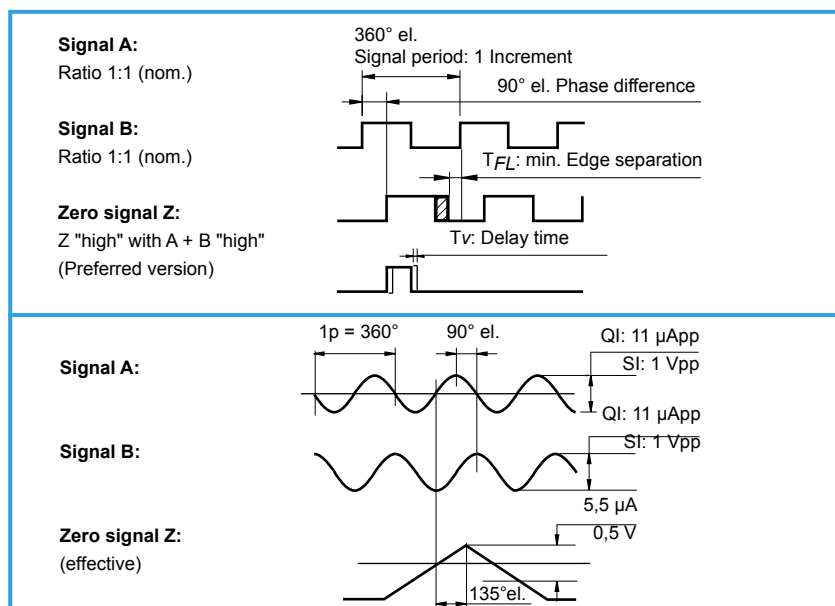 Signal A:
Ratio 1:1 (nom.)
Signal B:
Ratio 1:1 (nom.)
Zero signal Z:
Z "high" with A + B "high"
(Preferred version)
360° el.
Signal period: 1 Increment
90° el. Phase difference
TFL: min. Edge separation
Tv: Delay time
Signal A:
Signal B:
Zero signal Z:
(effective)
1p = 360°
90° el.
QI: 11 µApp
SI: 1 Vpp
QI: 11 µApp
SI: 1 Vpp
5,5 µA
0,5 V
135°el.